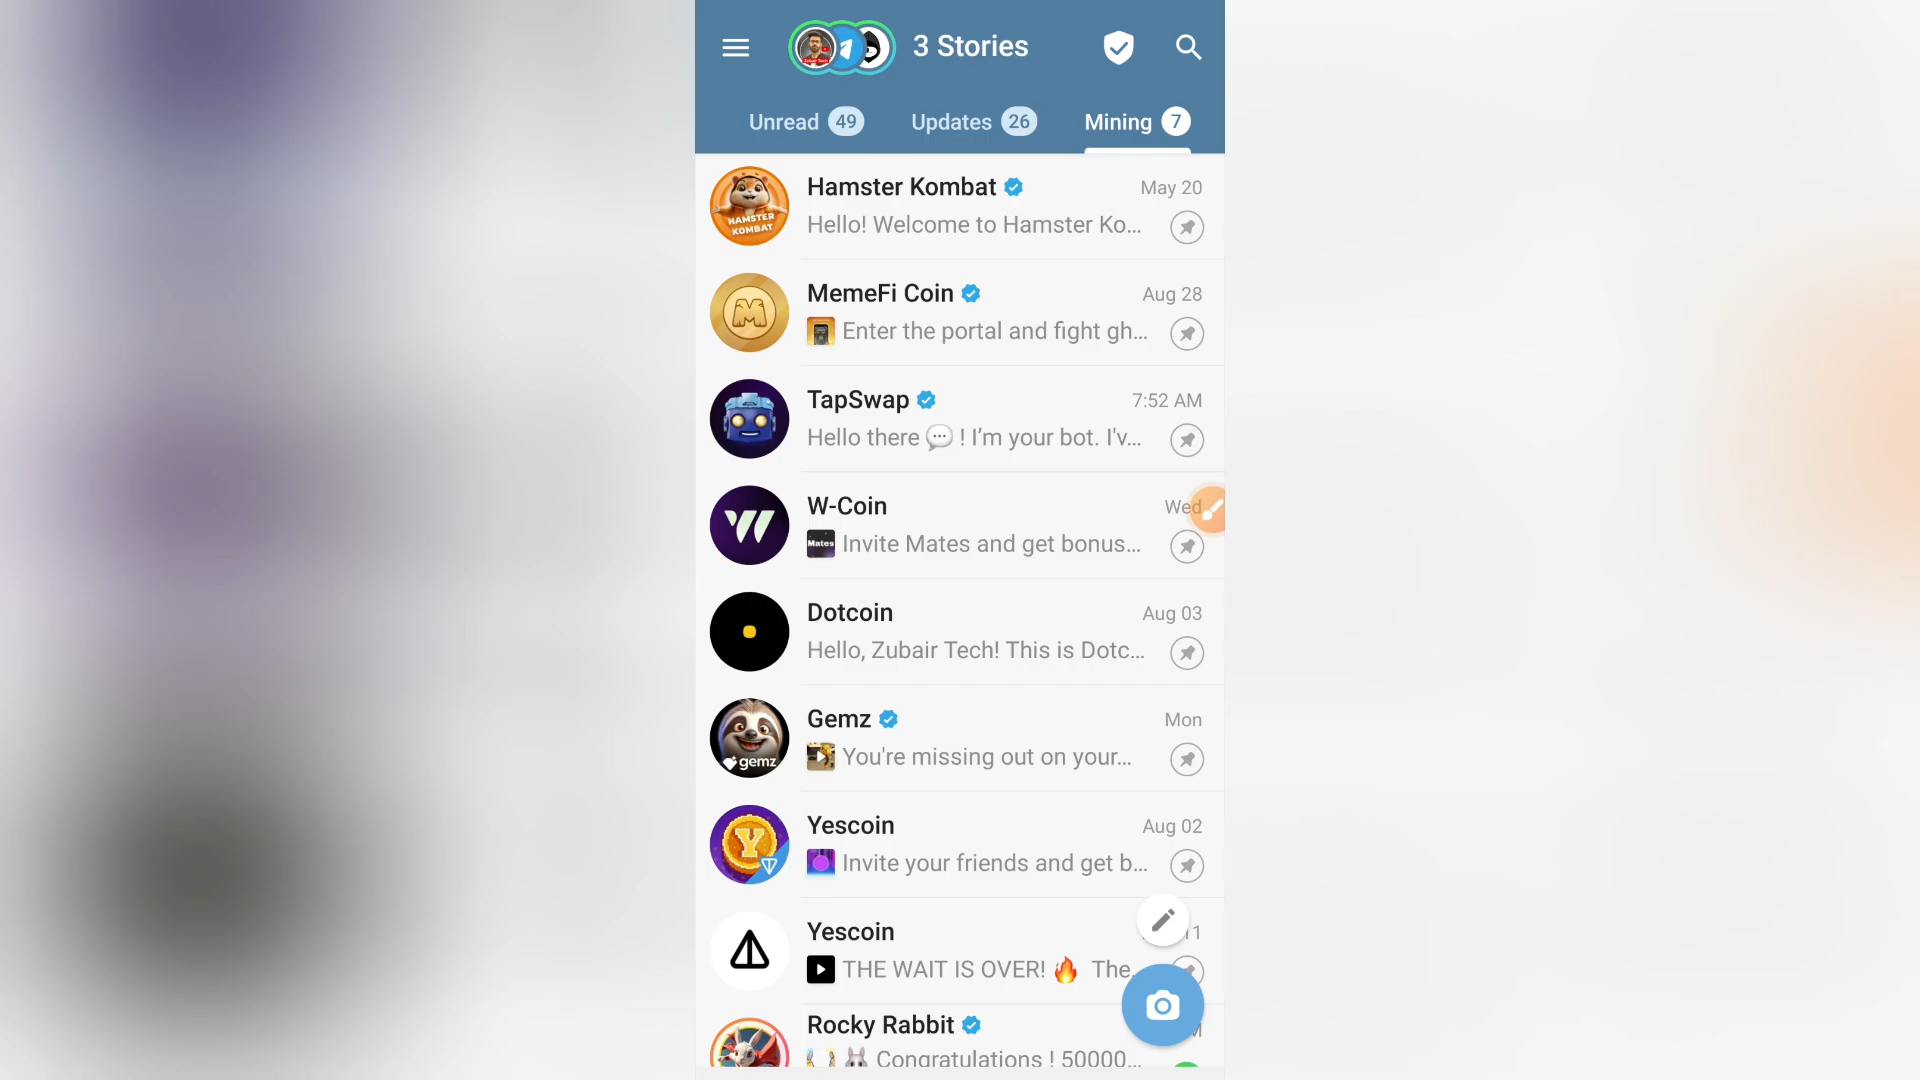 3 Stories
Unread 49 Updates 26 Mining 7
Hamster Kombat May 20
Hello! Welcome to Hamster Ko...
HAMSTER KOMBAT
MemeFi Coin Aug 28
Enter the portal and fight gh...
TapSwap 7:52 AM
Hello there 💬 ! I'm your bot. I'v...
W-Coin Wed
Mates Invite Mates and get bonus...
Dotcoin Aug 03
Hello, Zubair Tech! This is Dotc...
Gemz Mon
gemz You're missing out on your...
Yescoin Aug 02
Invite your friends and get b...
Yescoin
THE WAIT IS OVER! 🔥 The
Rocky Rabbit
Congratulations ! 50000...